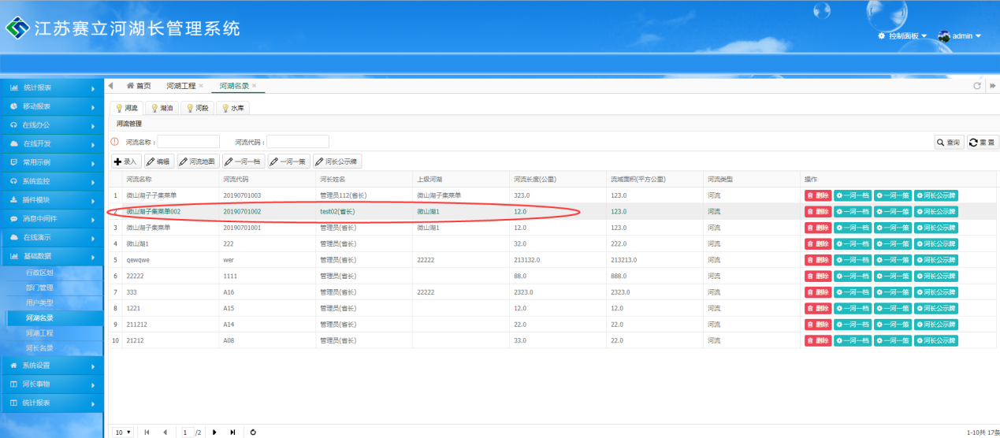 江苏赛立河湖长管理系统
控制面板 admin
统计报表
移动报表
在线办公
在线开发
常用示例
系统监控
插件模块
消息中间件
在线演示
基础数据
行政区划
部门管理
用户类型
河湖名录
河湖工程
河长名录
系统设置
河长事物
统计报表
首页 河湖工程 河湖名录
河流 湖泊 河段 水库
河流管理
河流名称： 河流代码： 查询 重置
录入 编辑 河流地图 一河一档 一河一策 河长公示牌
河流名称 河流代码 河长姓名 上级河湖 河流长度(公里) 流域面积(平方公里) 河流类型 操作
1 微山湖子子集菜单 20190701003 管理员112(省长) 微山湖子集菜单 323.0 123.0 河流 删除 一河一档 一河一策 河长公示牌
2 微山湖子集菜单002 20190701002 test02(省长) 微山湖1 12.0 123.0 河流 删除 一河一档 一河一策 河长公示牌
3 微山湖子集菜单 20190701001 管理员(省长) 微山湖1 12.0 123.0 河流 删除 一河一档 一河一策 河长公示牌
4 微山湖1 222 管理员(省长) 32.0 222.0 河流 删除 一河一档 一河一策 河长公示牌
5 qewqwe wer 管理员(省长) 22222 213132.0 213213.0 河流 删除 一河一档 一河一策 河长公示牌
6 22222 1111 管理员(省长) 88.0 888.0 河流 删除 一河一档 一河一策 河长公示牌
7 333 A16 管理员(省长) 22222 2323.0 2323.0 河流 删除 一河一档 一河一策 河长公示牌
8 1221 A15 管理员(省长) 12.0 12.0 河流 删除 一河一档 一河一策 河长公示牌
9 211212 A14 管理员(省长) 22.0 22.0 河流 删除 一河一档 一河一策 河长公示牌
10 21212 A08 管理员(省长) 33.0 22.0 河流 删除 一河一档 一河一策 河长公示牌
10 1 /2 1-10共 17条